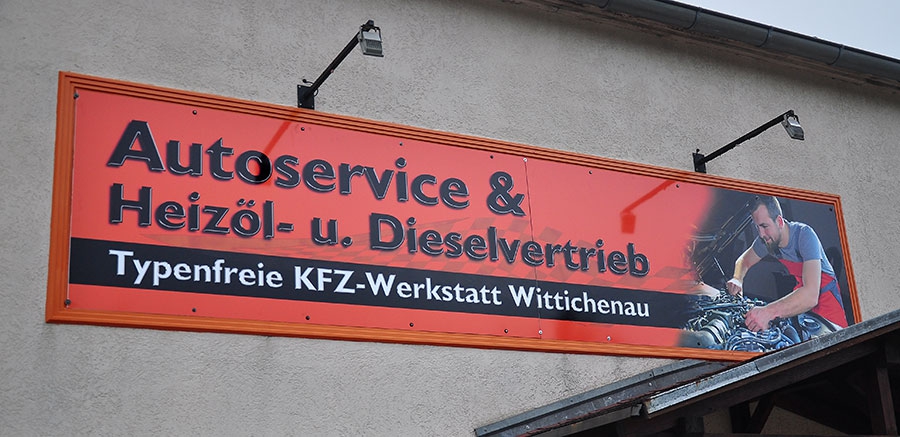 Autoservice &
Heizöl- u. Dieselvertrieb
Typenfreie KFZ-Werkstatt Wittichenau